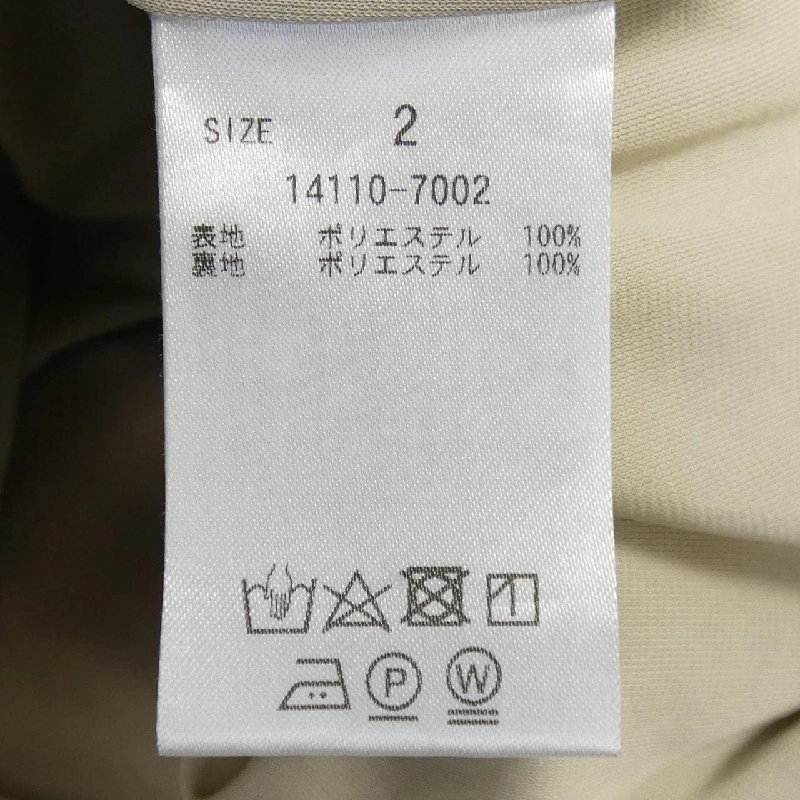 SIZE 2
14110-7002
表地 ポリエステル 100%
裏地 ポリエステル 100%
P W